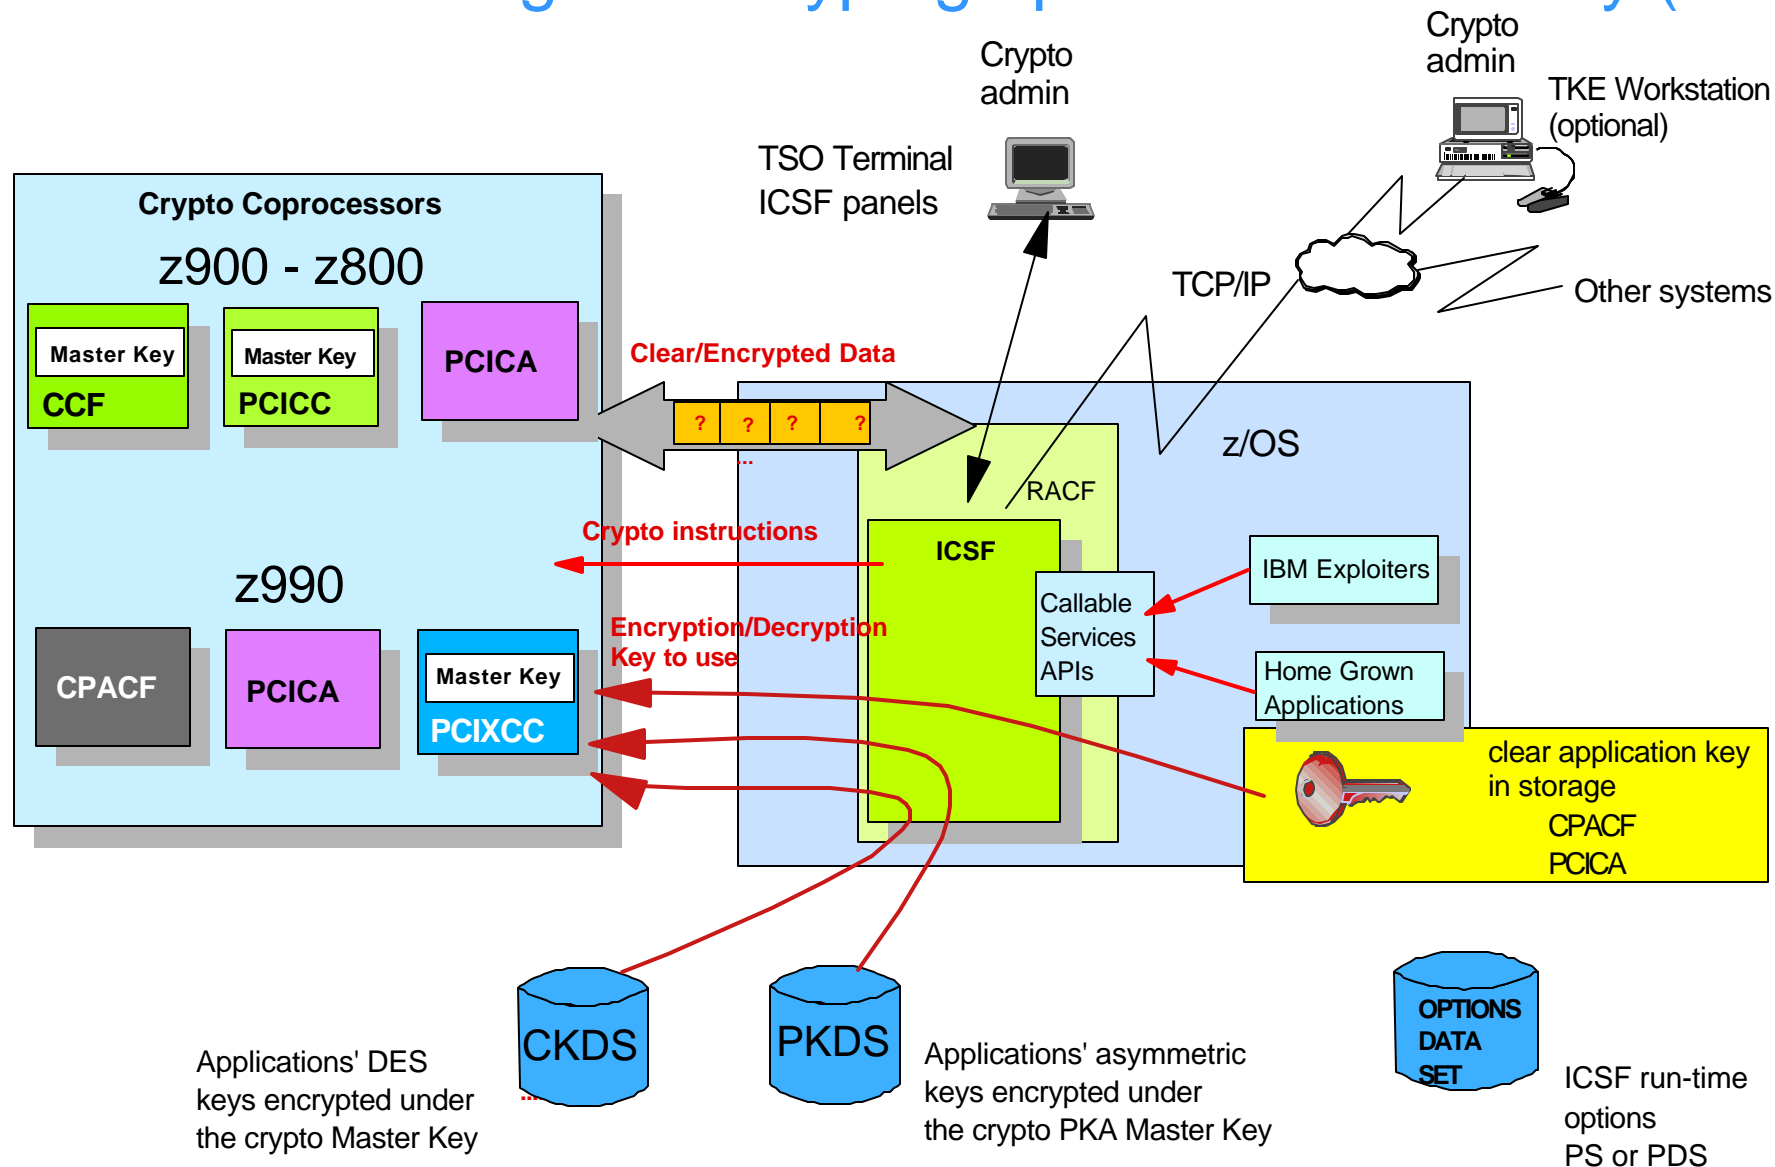 Crypto
admin
Crypto
admin
TKE Workstation
(optional)
TSO Terminal
ICSF panels
TCP/IP
Other systems
Crypto Coprocessors
z900 - z800
Master Key
CCF
Master Key
PCICC
PCICA
Clear/Encrypted Data
? ? ? ?
...
z/OS
RACF
Crypto instructions
ICSF
IBM Exploiters
z990
Callable
Services
APIs
Encryption/Decryption
Key to use
Home Grown
Applications
CPACF
PCICA
Master Key
PCIXCC
clear application key
in storage
CPACF
PCICA
CKDS
PKDS
OPTIONS
DATA
SET
Applications' DES
keys encrypted under
the crypto Master Key
Applications' asymmetric
keys encrypted under
the crypto PKA Master Key
ICSF run-time
options
PS or PDS